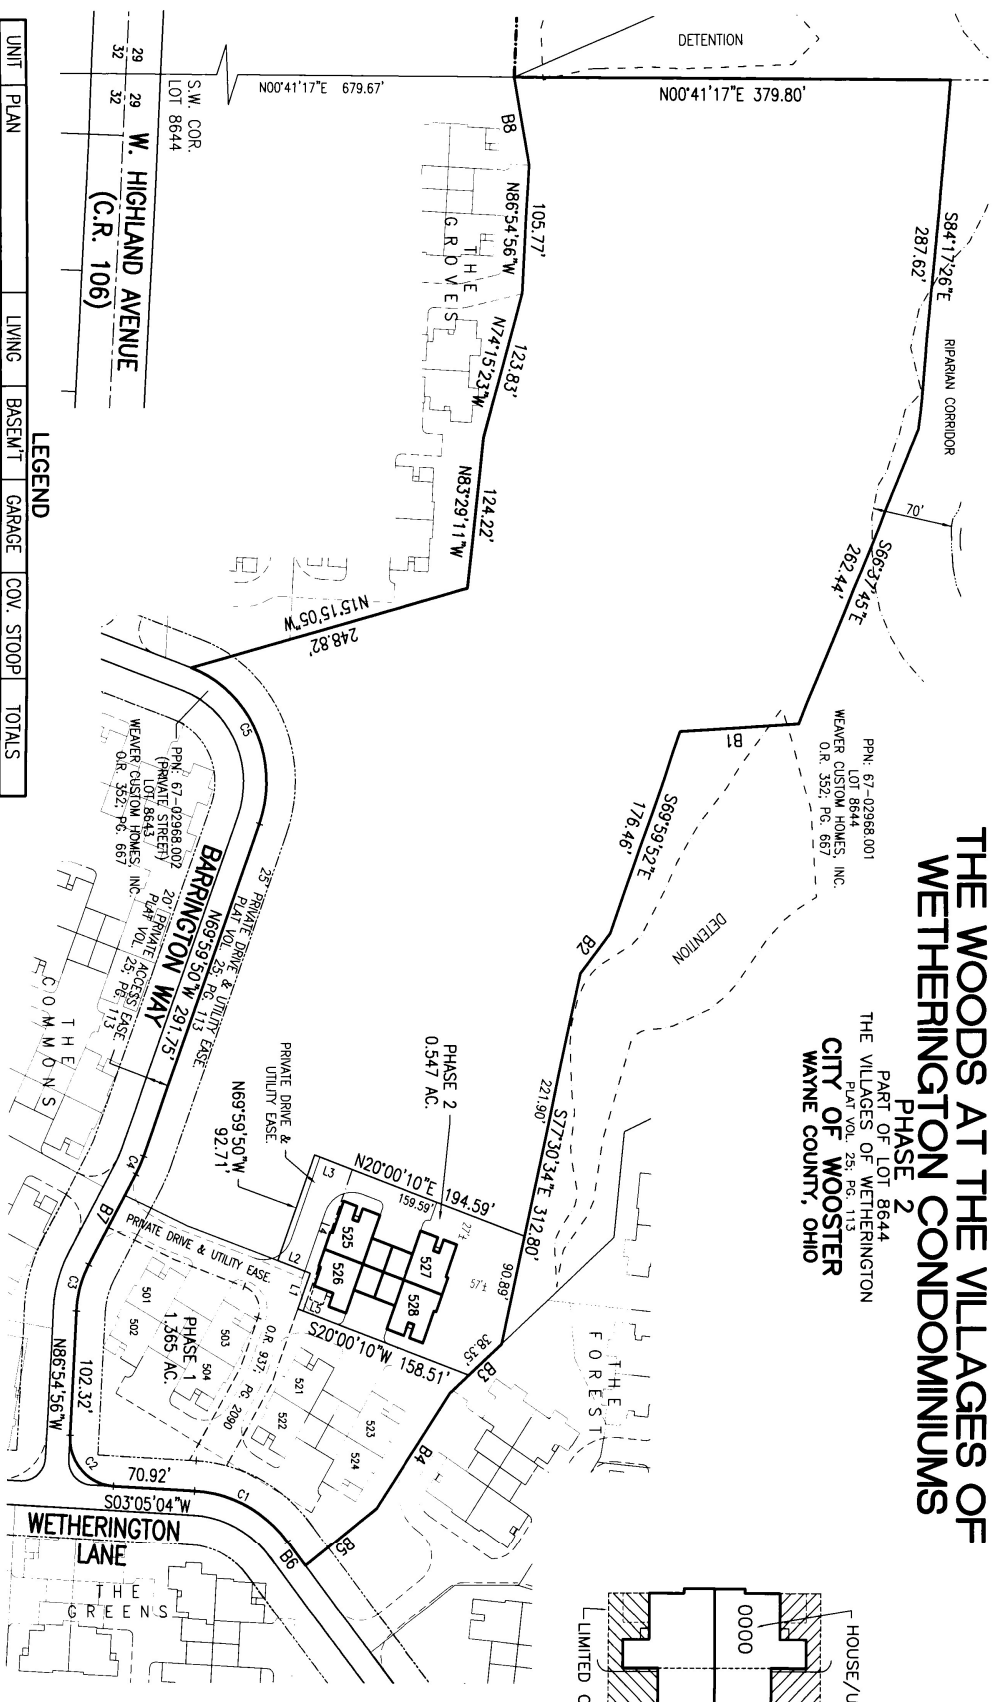 THE WOODS AT THE VILLAGES OF
WETHERINGTON CONDOMINIUMS
PHASE 2
PART OF LOT 8644
THE VILLAGES OF WETHERINGTON
PLAT VOL. 25; PG. 113
CITY OF WOOSTER
WAYNE COUNTY, OHIO
HOUSE/U
0000
LIMITED C
DETENTION
N00°41'17"E 379.80'
N00°41'17"E 679.67'
S84°17'26"E
287.62'
RIPARIAN CORRIDOR
70'
S66°37'45"E
262.44'
PPN: 67-02968.001
LOT 8644
WEAVER CUSTOM HOMES, INC.
O.R. 352; PG. 667
B1
S69°59'52"E
176.46'
B2
DETENTION
221.90'
S77°30'34"E 312.80'
90.89'
38.35'
B3
B4
B5
B6
THE
FOREST
B8
105.77'
N86°54'56"W
THE
GROVES
123.83'
N74°15'23"W
124.22'
N83°29'11"W
N15°15'05"W
248.82'
S.W. COR.
LOT 8644
29
32
29
32
W. HIGHLAND AVENUE
(C.R. 106)
PHASE 2
0.547 AC.
N20°00'10"E 194.59'
159.59'
27'±
57'±
525
526
527
528
L1
L2
L3
L4
L5
S20°00'10"W 158.51'
PRIVATE DRIVE &
UTILITY EASE.
N69°59'50"W
92.71'
C5
25' PRIVATE DRIVE & UTILITY EASE.
PLAT VOL. 25; PG. 113
N69°59'50"W 291.75'
BARRINGTON WAY
20' PRIVATE ACCESS EASE.
PLAT VOL. 25; PG. 113
PPN: 67-02968.002
(PRIVATE STREET)
LOT 8643
WEAVER CUSTOM HOMES, INC.
O.R. 352; PG. 667
THE
COMMONS
C4
B7
C3
PRIVATE DRIVE & UTILITY EASE.
O.R. 937, PG. 2090
501
502
503
504
521
522
523
524
PHASE 1
1.365 AC.
102.32'
N86°54'56"W
C2
C1
70.92'
S03°05'04"W
WETHERINGTON
LANE
THE
GREENS
LEGEND
UNIT PLAN LIVING BASEM'T GARAGE COV. STOOP TOTALS